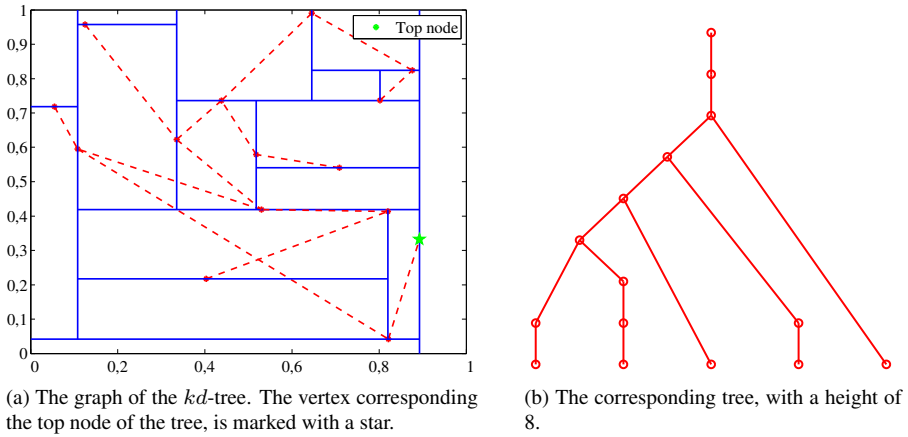 1
0,9
0,8
0,7
0,6
0,5
0,4
0,3
0,2
0,1
0
0 0,2 0,4 0,6 0,8 1
Top node
(a) The graph of the kd-tree. The vertex corresponding
the top node of the tree, is marked with a star.
(b) The corresponding tree, with a height of
8.